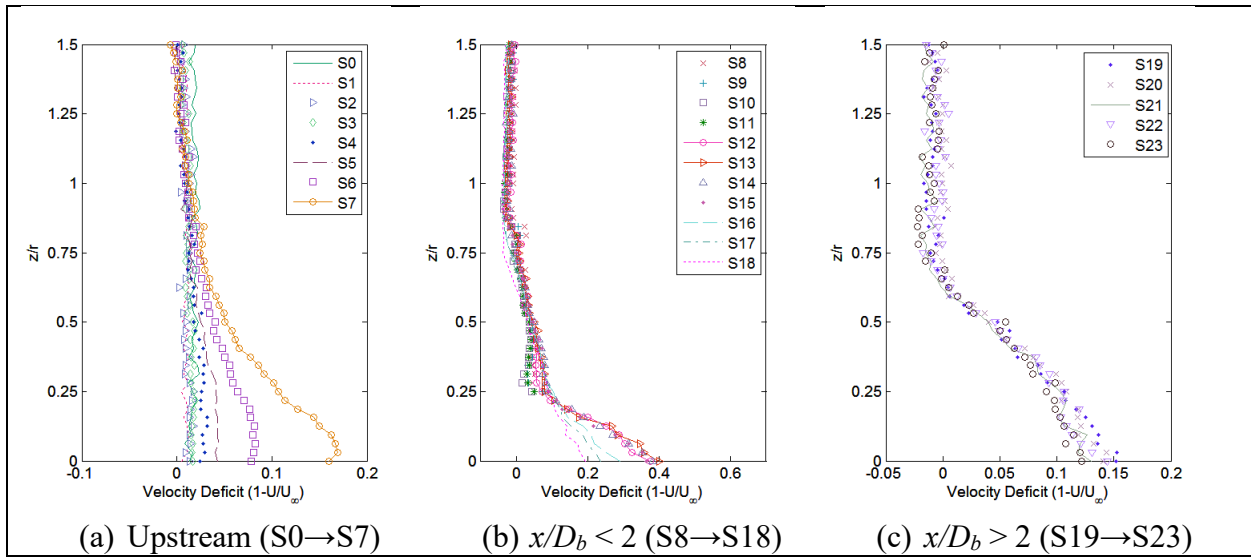 1.5
1.25
1
0.75
0.5
0.25
0
z/r
-0.1
0
0.1
0.2
Velocity Deficit (1-U/U∞)
S0
S1
S2
S3
S4
S5
S6
S7
(a) Upstream (S0→S7)
1.5
1.25
1
0.75
0.5
0.25
0
z/r
0
0.2
0.4
0.6
Velocity Deficit (1-U/U∞)
S8
S9
S10
S11
S12
S13
S14
S15
S16
S17
S18
(b) x/Db < 2 (S8→S18)
1.5
1.25
1
0.75
0.5
0.25
0
z/r
-0.05
0
0.05
0.1
0.15
0.2
Velocity Deficit (1-U/U∞)
S19
S20
S21
S22
S23
(c) x/Db > 2 (S19→S23)